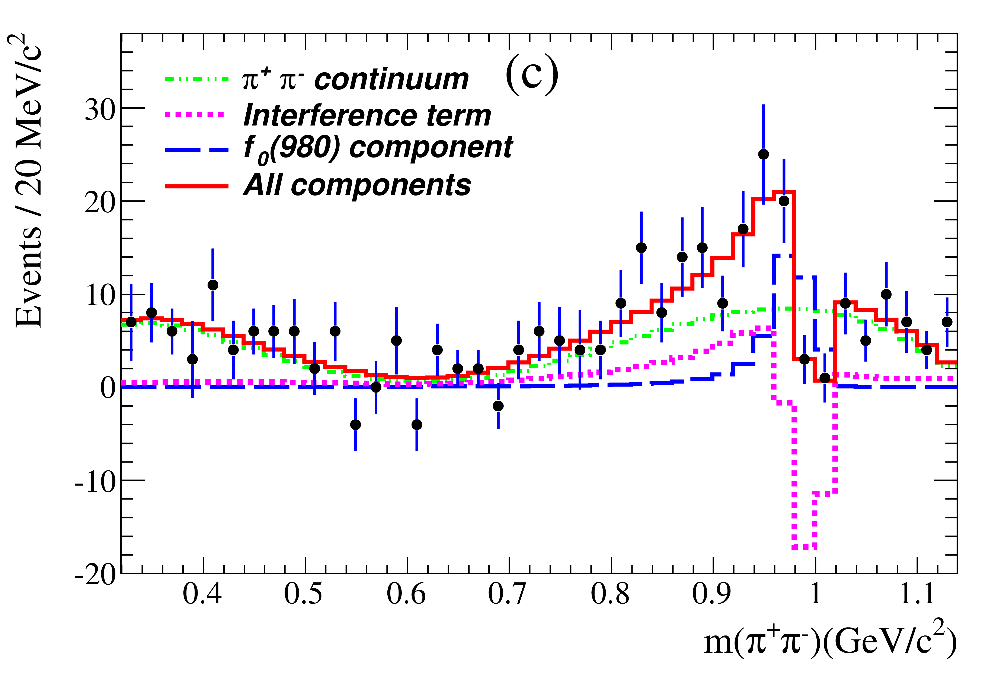 Events / 20 MeV/c²
30
20
10
0
-10
-20
(c)
π⁺ π⁻ continuum
Interference term
f₀(980) component
All components
0.4 0.5 0.6 0.7 0.8 0.9 1 1.1
m(π⁺π⁻)(GeV/c²)